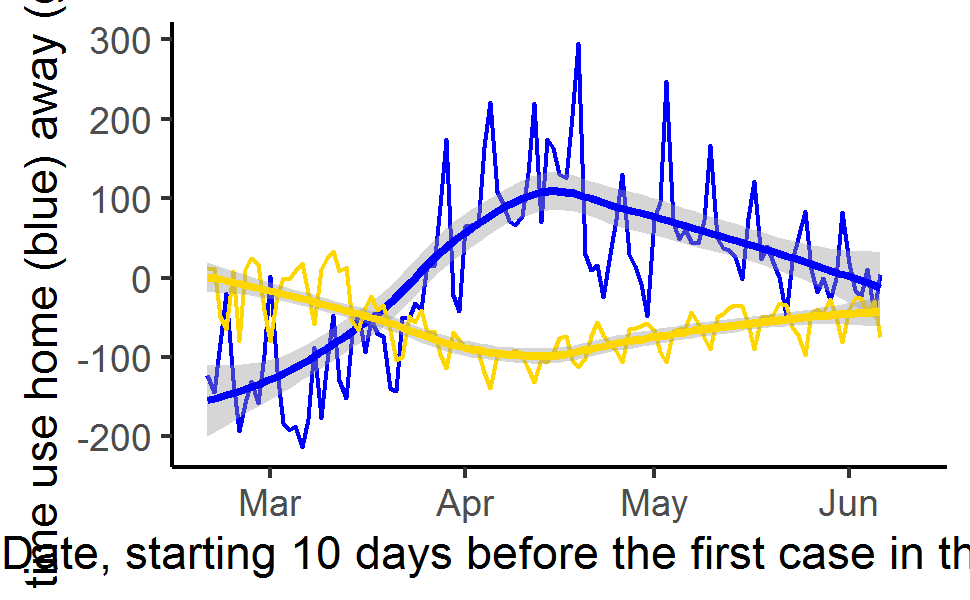 time use home (blue) away (
300
200
100
0
-100
-200
Mar Apr May Jun
Date, starting 10 days before the first case in th